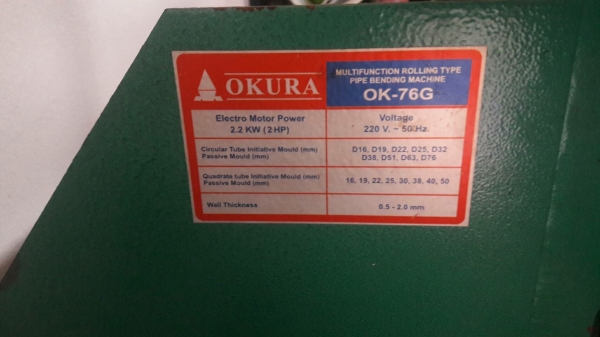 OKURA
MULTIFUNCTION ROLLING TYPE
PIPE BENDING MACHINE
OK-76G
Electro Motor Power
2.2 KW (2HP)
Voltage
220 V. ~ 50Hz.
Circular Tube Initiative Mould (mm)
Passive Mould (mm)
D16, D19, D22, D25, D32
D38, D51, D63, D76
Quadrate tube Initiative Mould (mm)
Passive Mould (mm)
16, 19, 22, 25, 30, 38, 40, 50
Wall Thickness
0.5 - 2.0 mm